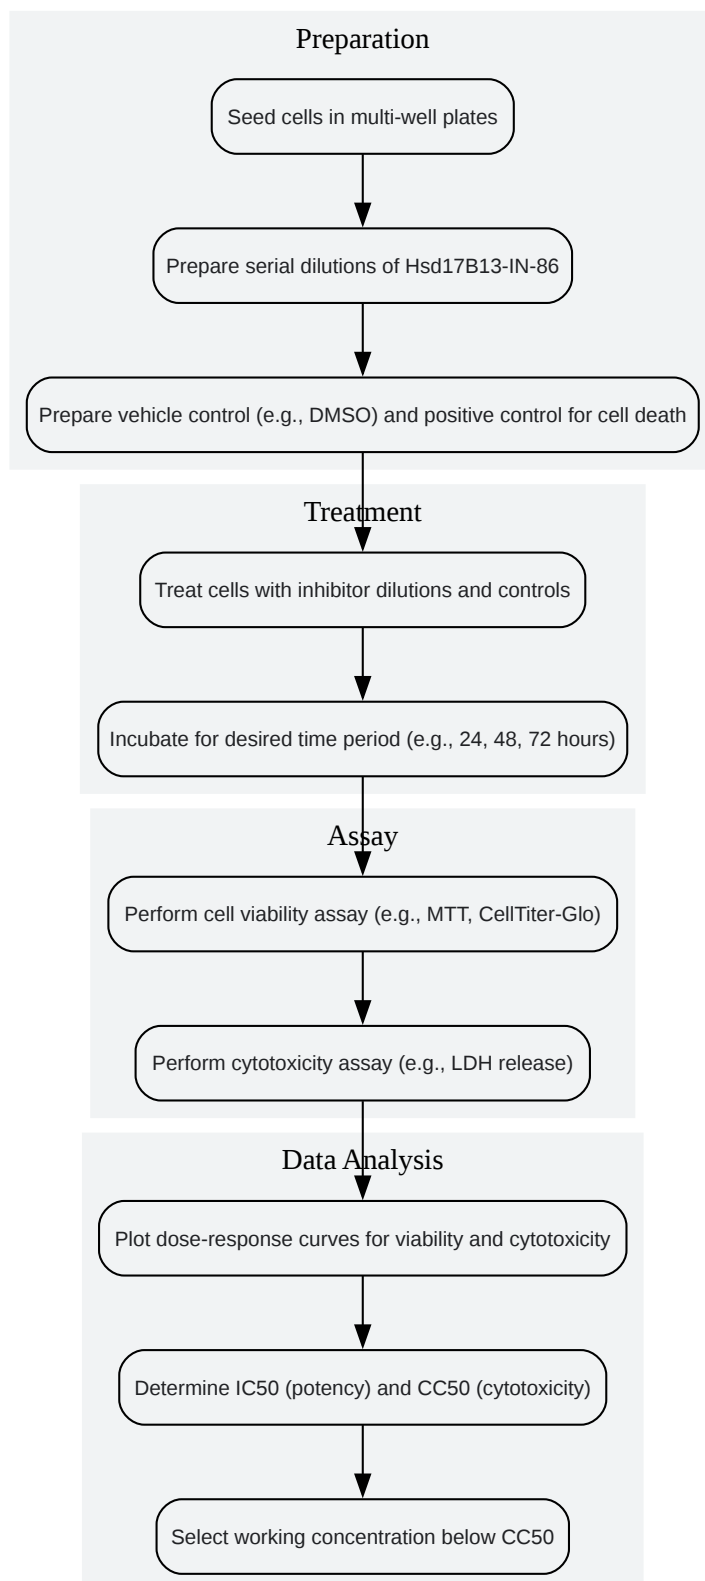 Preparation
Seed cells in multi-well plates
Prepare serial dilutions of Hsd17B13-IN-86
Prepare vehicle control (e.g., DMSO) and positive control for cell death
Treatment
Treat cells with inhibitor dilutions and controls
Incubate for desired time period (e.g., 24, 48, 72 hours)
Assay
Perform cell viability assay (e.g., MTT, CellTiter-Glo)
Perform cytotoxicity assay (e.g., LDH release)
Data Analysis
Plot dose-response curves for viability and cytotoxicity
Determine IC50 (potency) and CC50 (cytotoxicity)
Select working concentration below CC50